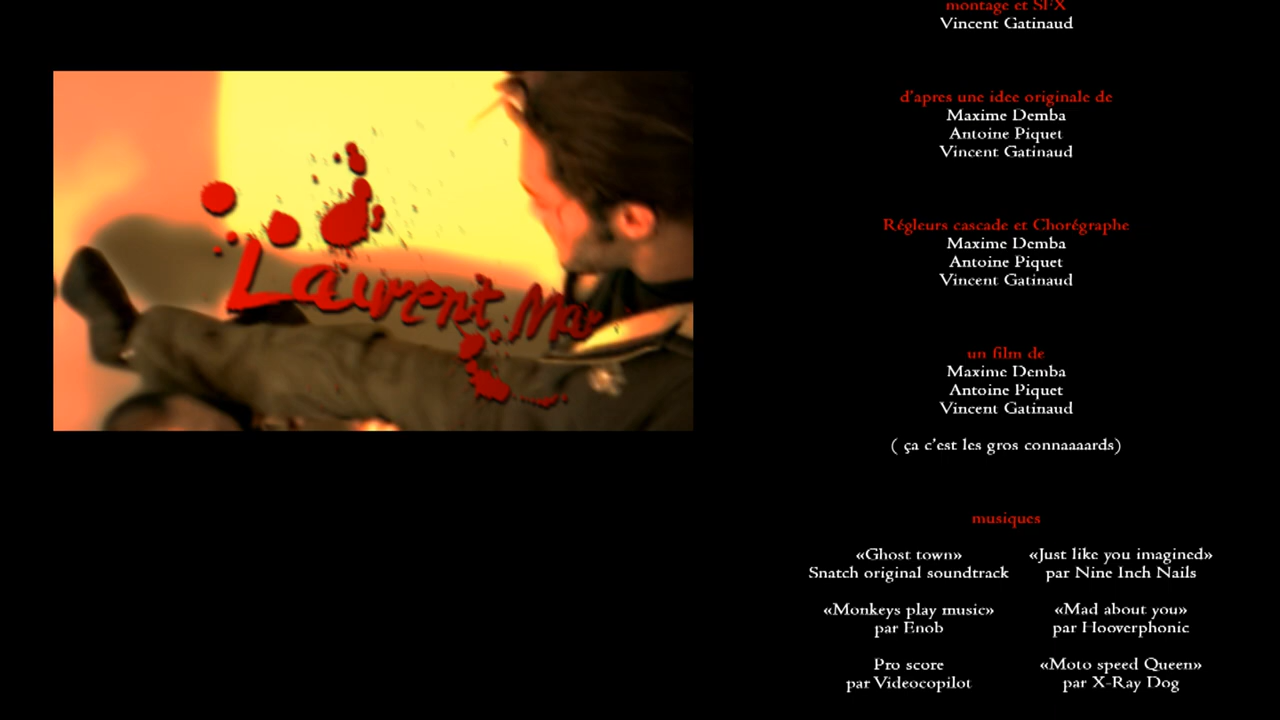 Laurent
montage et SFX
Vincent Gatinaud
d'apres une idee originale de
Maxime Demba
Antoine Piquet
Vincent Gatinaud
Régleurs cascade et Chorégraphe
Maxime Demba
Antoine Piquet
Vincent Gatinaud
un film de
Maxime Demba
Antoine Piquet
Vincent Gatinaud
( ça c'est les gros connaaaards)
musiques
«Ghost town»
Snatch original soundtrack
«Monkeys play music»
par Enob
Pro score
par Videocopilot
«Just like you imagined»
par Nine Inch Nails
«Mad about you»
par Hooverphonic
«Moto speed Queen»
par X-Ray Dog